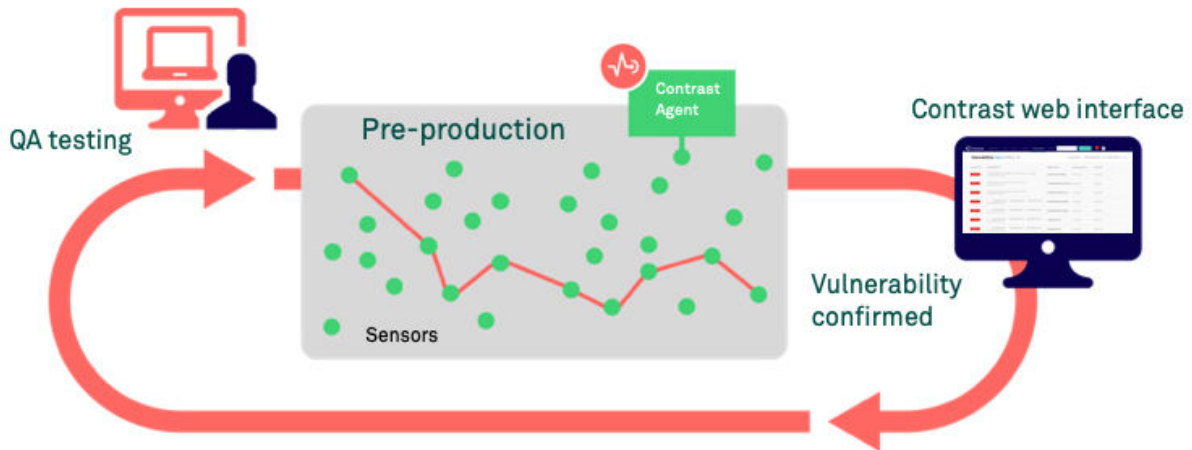 Contrast
Agent
Pre-production
Contrast web interface
QA testing
Vulnerability
confirmed
Sensors